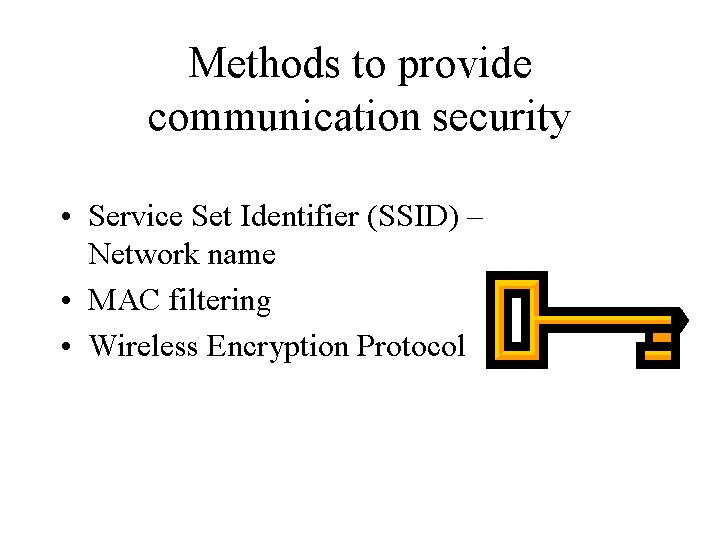 Methods to provide
communication security
• Service Set Identifier (SSID) –
Network name
• MAC filtering
• Wireless Encryption Protocol